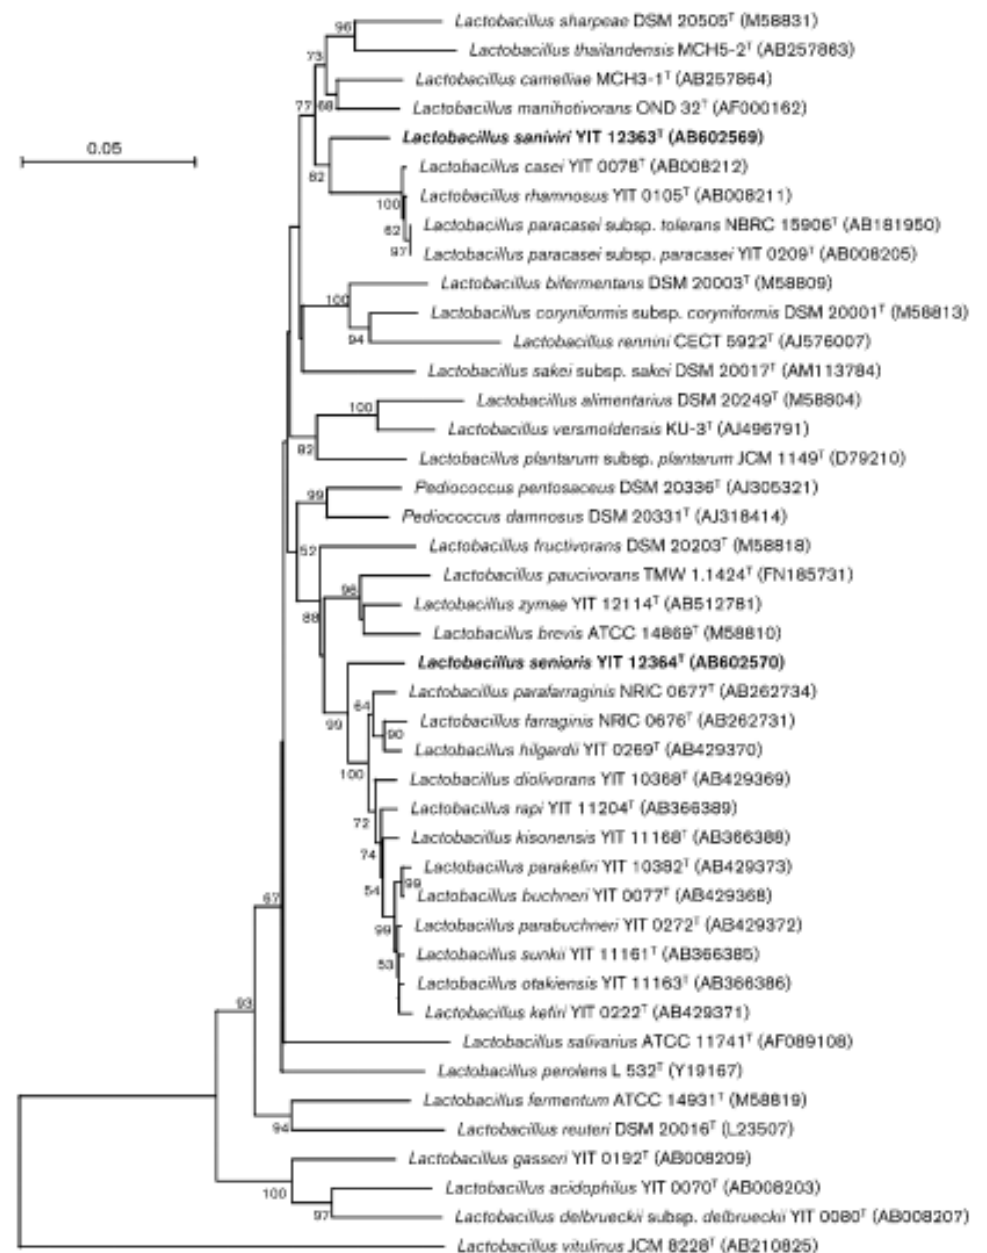 96
Lactobacillus sharpeae DSM 20505ᵀ (M58831)
Lactobacillus thailandensis MCH5-2ᵀ (AB257863)
73
Lactobacillus camelliae MCH3-1ᵀ (AB257864)
77 68
Lactobacillus manihotivorans OND 32ᵀ (AF000162)
Lactobacillus saniviri YIT 12363ᵀ (AB602569)
0.05
82
Lactobacillus casei YIT 0078ᵀ (AB008212)
Lactobacillus rhamnosus YIT 0105ᵀ (AB008211)
100
Lactobacillus paracasei subsp. tolerans NBRC 15906ᵀ (AB181950)
62
Lactobacillus paracasei subsp. paracasei YIT 0209ᵀ (AB008205)
97
Lactobacillus bifermentans DSM 20003ᵀ (M58809)
100
Lactobacillus coryniformis subsp. coryniformis DSM 20001ᵀ (M58813)
94
Lactobacillus rennini CECT 5922ᵀ (AJ576007)
Lactobacillus sakei subsp. sakei DSM 20017ᵀ (AM113784)
Lactobacillus alimentarius DSM 20249ᵀ (M58804)
100
Lactobacillus versmoldensis KU-3ᵀ (AJ496791)
82
Lactobacillus plantarum subsp. plantarum JCM 1149ᵀ (D79210)
Pediococcus pentosaceus DSM 20336ᵀ (AJ305321)
99
Pediococcus damnosus DSM 20331ᵀ (AJ318414)
52
Lactobacillus fructivorans DSM 20203ᵀ (M58818)
Lactobacillus paucivorans TMW 1.1424ᵀ (FN185731)
96
Lactobacillus zymae YIT 12114ᵀ (AB512781)
88
Lactobacillus brevis ATCC 14869ᵀ (M58810)
Lactobacillus senioris YIT 12364ᵀ (AB602570)
Lactobacillus parafarraginis NRIC 0677ᵀ (AB262734)
64
Lactobacillus farraginis NRIC 0676ᵀ (AB262731)
99
90
Lactobacillus hilgardii YIT 0269ᵀ (AB429370)
100
Lactobacillus diolivorans YIT 10368ᵀ (AB429369)
Lactobacillus rapi YIT 11204ᵀ (AB366389)
72
Lactobacillus kisonensis YIT 11168ᵀ (AB366388)
74
Lactobacillus parakefiri YIT 10382ᵀ (AB429373)
54 99
Lactobacillus buchneri YIT 0077ᵀ (AB429368)
67
Lactobacillus parabuchneri YIT 0272ᵀ (AB429372)
99
Lactobacillus sunkii YIT 11161ᵀ (AB366385)
53
Lactobacillus otakiensis YIT 11163ᵀ (AB366386)
93
Lactobacillus kefiri YIT 0222ᵀ (AB429371)
Lactobacillus salivarius ATCC 11741ᵀ (AF089108)
Lactobacillus perolens L 532ᵀ (Y19167)
Lactobacillus fermentum ATCC 14931ᵀ (M58819)
94
Lactobacillus reuteri DSM 20016ᵀ (L23507)
Lactobacillus gasseri YIT 0192ᵀ (AB008209)
100
Lactobacillus acidophilus YIT 0070ᵀ (AB008203)
97
Lactobacillus delbrueckii subsp. delbrueckii YIT 0080ᵀ (AB008207)
Lactobacillus vitulinus JCM 8228ᵀ (AB210825)